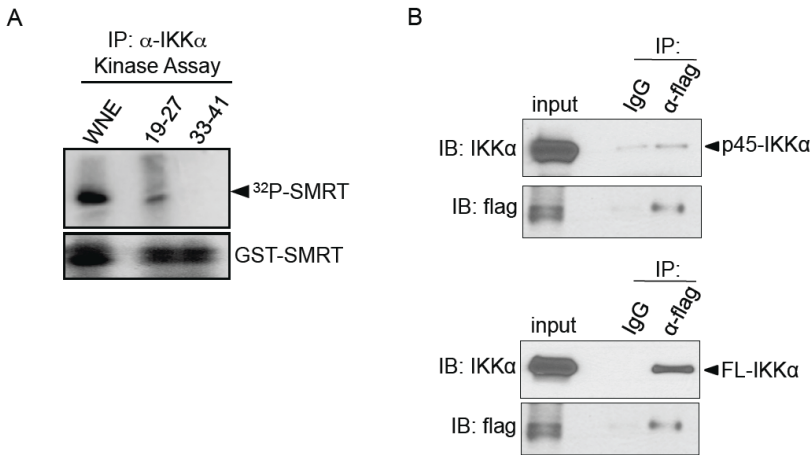 A
IP: α-IKKα
Kinase Assay
WNE
19-27
33-41
³²P-SMRT
GST-SMRT
B
IP:
input
IgG
α-flag
IB: IKKα
p45-IKKα
IB: flag
IP:
input
IgG
α-flag
IB: IKKα
FL-IKKα
IB: flag